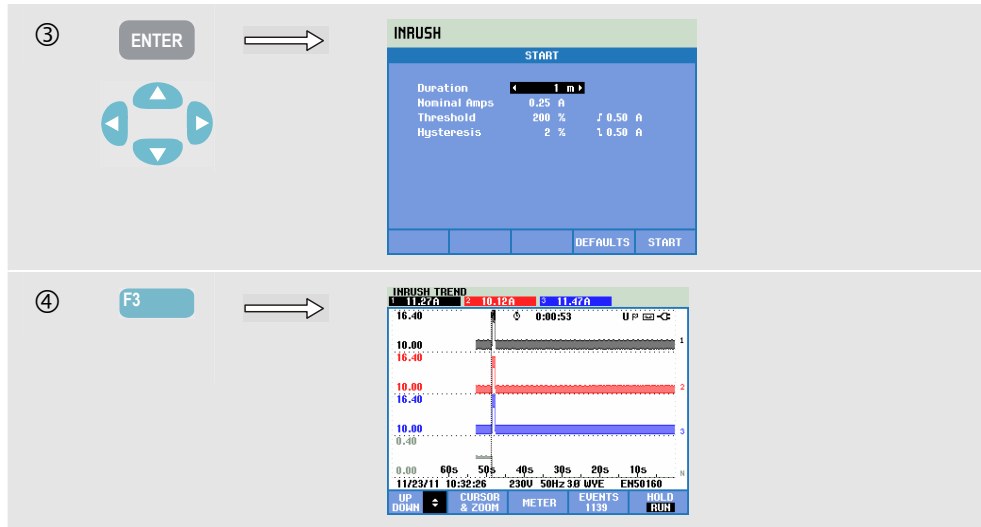 ③
ENTER
INRUSH
START
Duration 1 m
Nominal Amps 0.25 A
Threshold 200 % 0.50 A
Hysteresis 2 % 0.50 A
DEFAULTS START
④
F3
INRUSH TREND
1 11.27A 2 10.12A 3 11.47A
16.40 0:00:53 U
10.00 1
16.40
10.00 2
16.40
10.00 3
0.40
0.00 60s 50s 40s 30s 20s 10s N
11/23/11 10:32:26 230V 50Hz 3Ø WYE EN50160
UP DOWN CURSOR & ZOOM METER EVENTS 1139 HOLD RUN